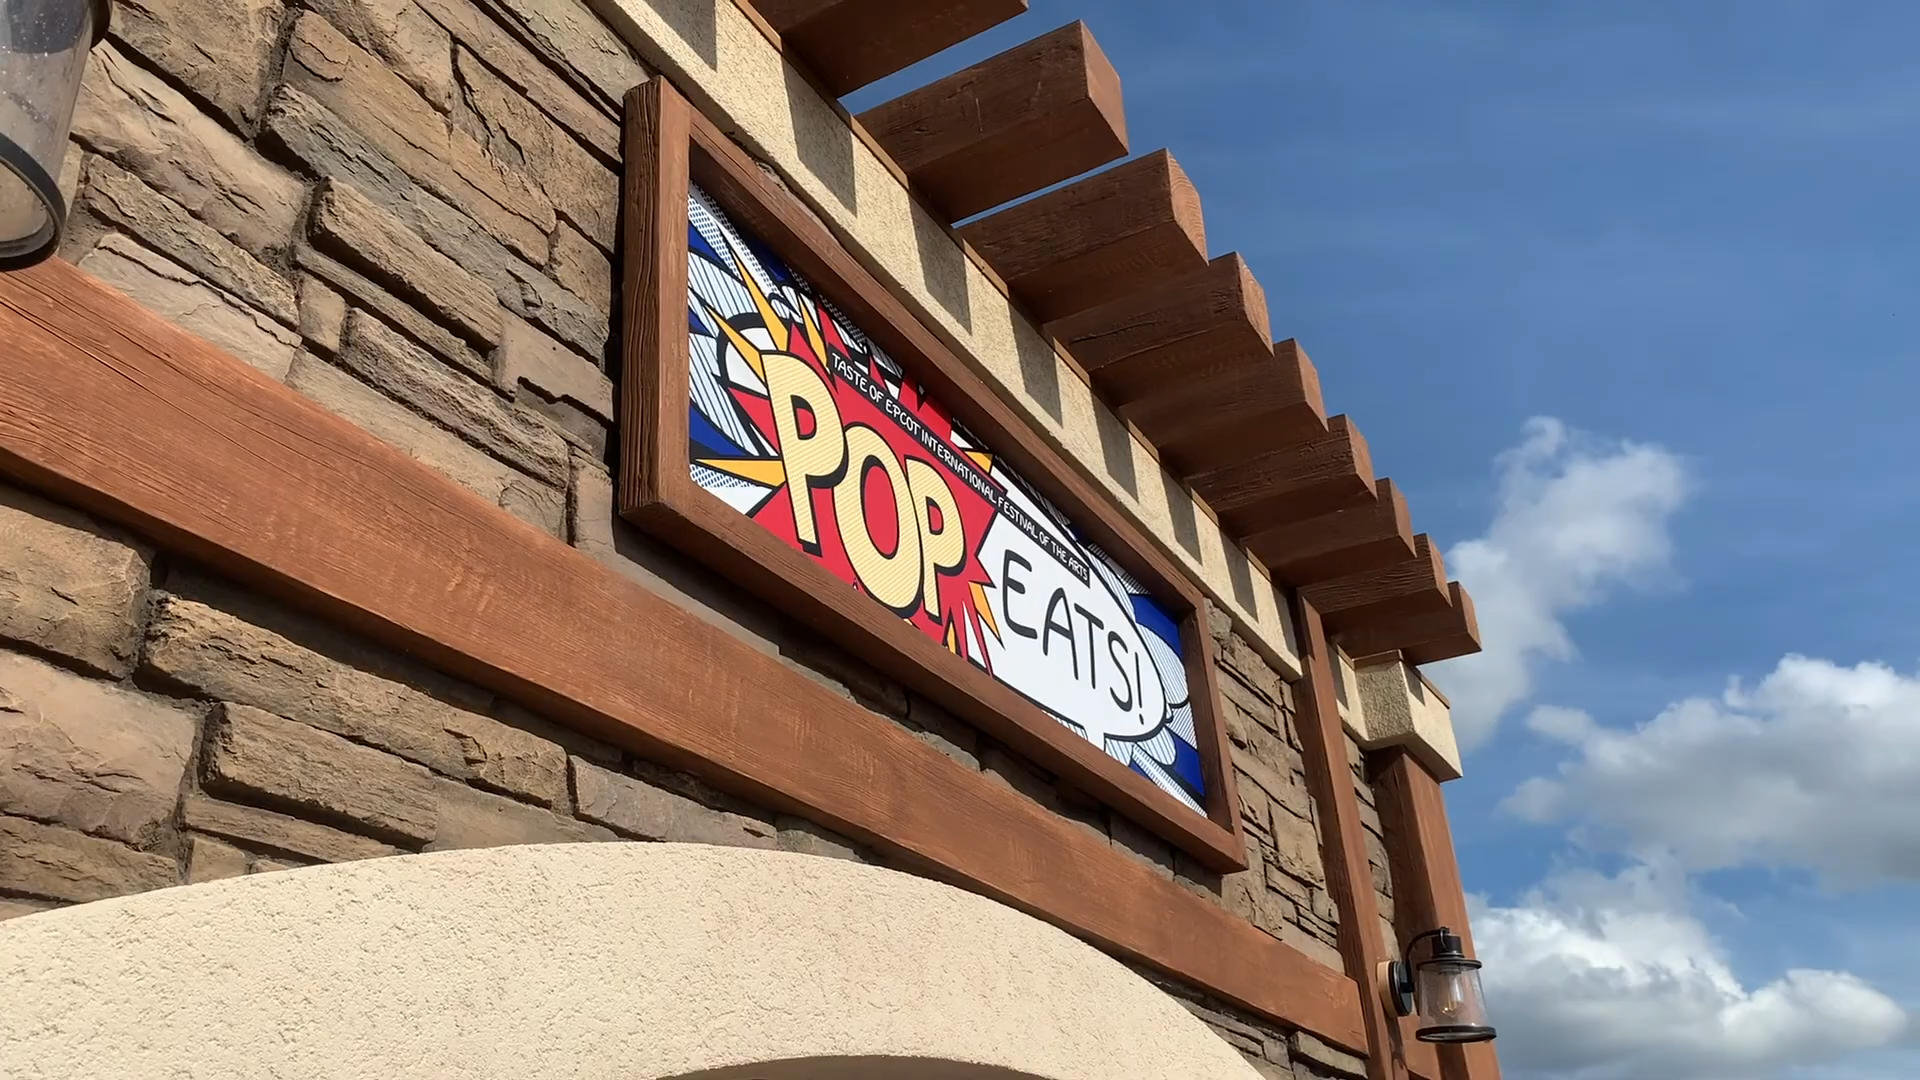 TASTE OF EPCOT INTERNATIONAL FESTIVAL OF THE ARTS
POP
EATS!